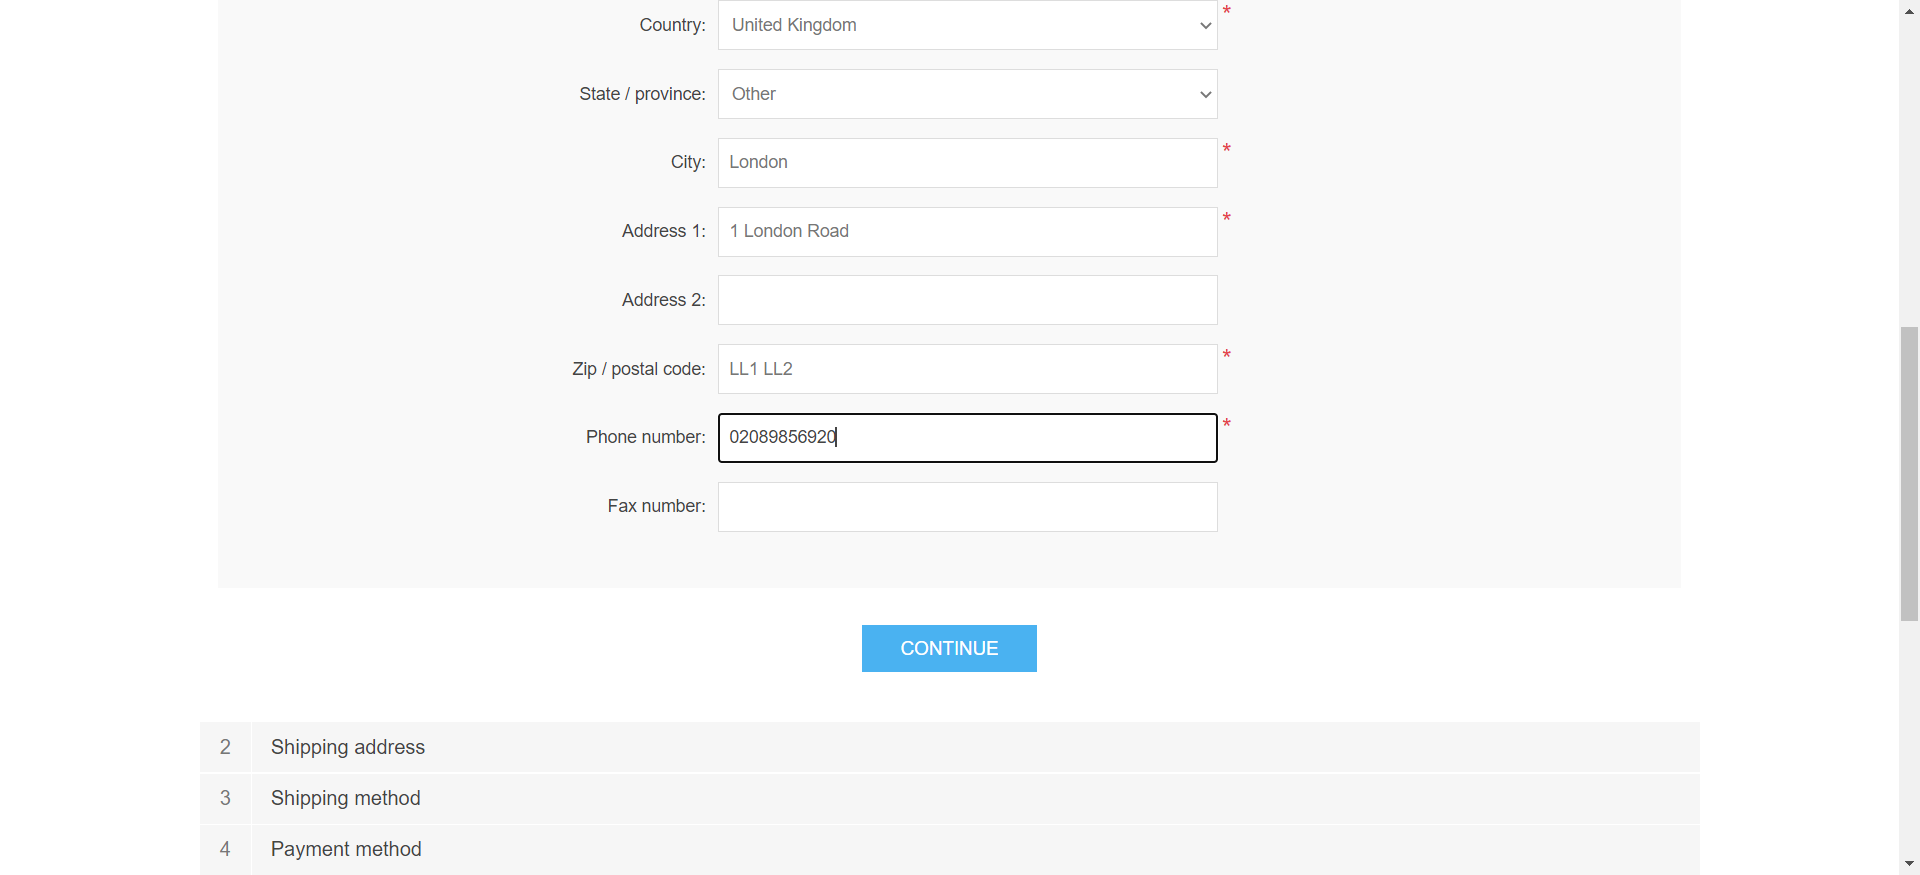 Country: United Kingdom *
State / province: Other
City: London *
Address 1: 1 London Road *
Address 2:
Zip / postal code: LL1 LL2 *
Phone number: 02089856920 *
Fax number:
CONTINUE
2 Shipping address
3 Shipping method
4 Payment method